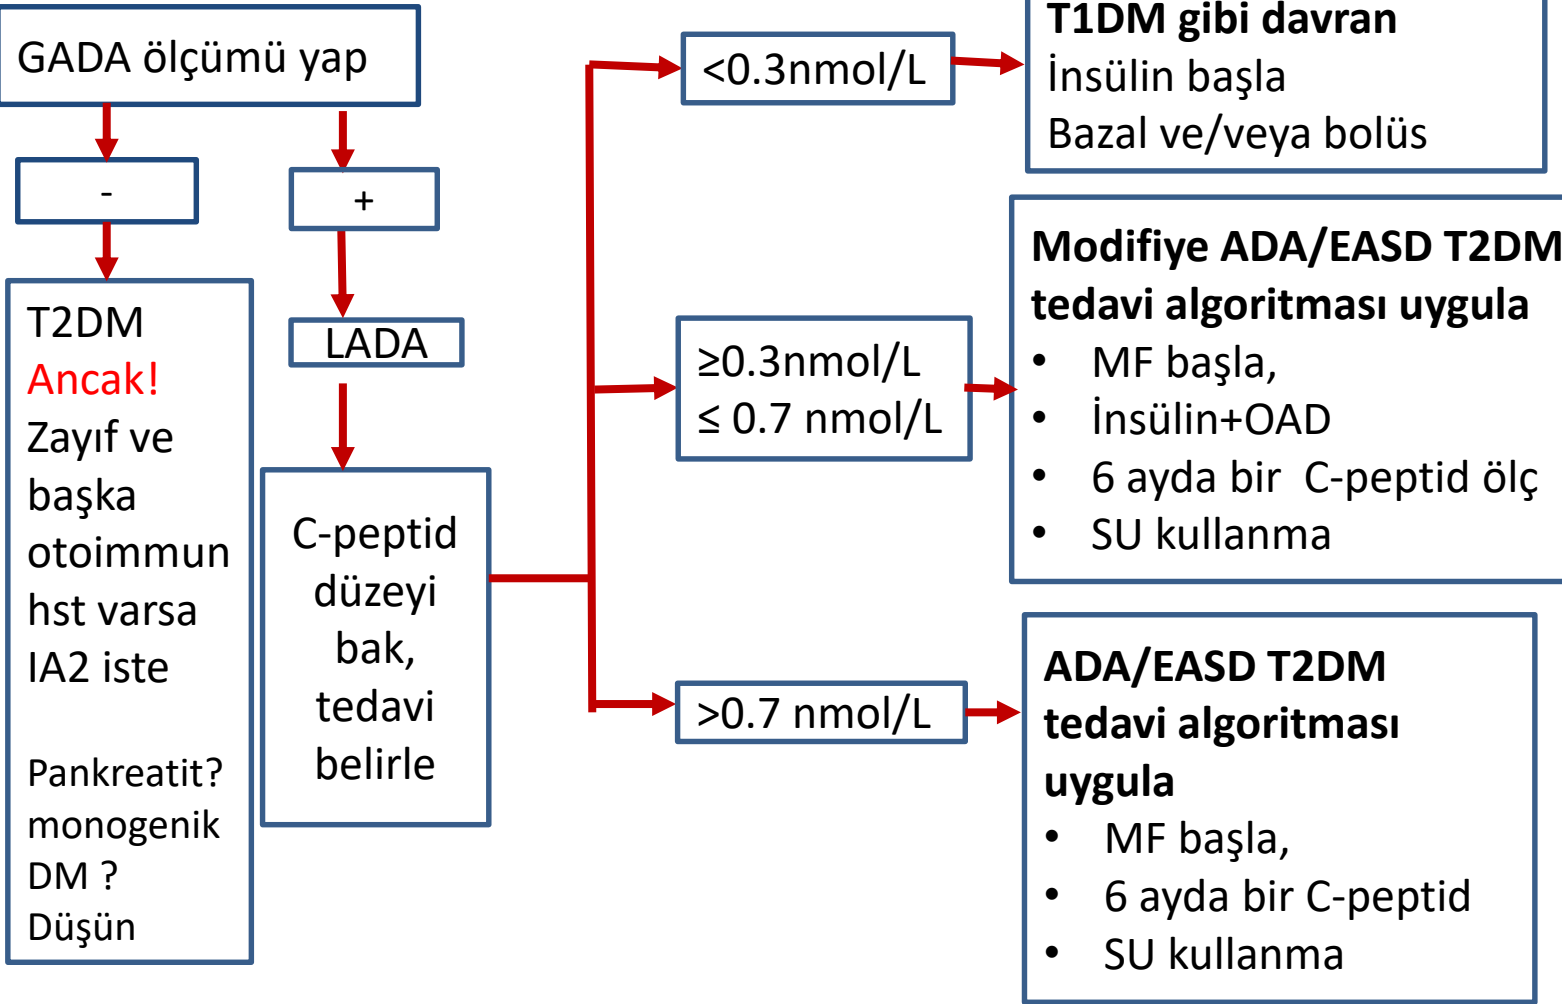 GADA ölçümü yap
-
+
T2DM
Ancak!
Zayıf ve
başka
otoimmun
hst varsa
IA2 iste
Pankreatit?
monogenik
DM ?
Düşün
LADA
C-peptid
düzeyi
bak,
tedavi
belirle
<0.3nmol/L
≥0.3nmol/L
≤ 0.7 nmol/L
>0.7 nmol/L
T1DM gibi davran
İnsülin başla
Bazal ve/veya bolüs
Modifiye ADA/EASD T2DM
tedavi algoritması uygula
• MF başla,
• İnsülin+OAD
• 6 ayda bir C-peptid ölç
• SU kullanma
ADA/EASD T2DM
tedavi algoritması
uygula
• MF başla,
• 6 ayda bir C-peptid
• SU kullanma